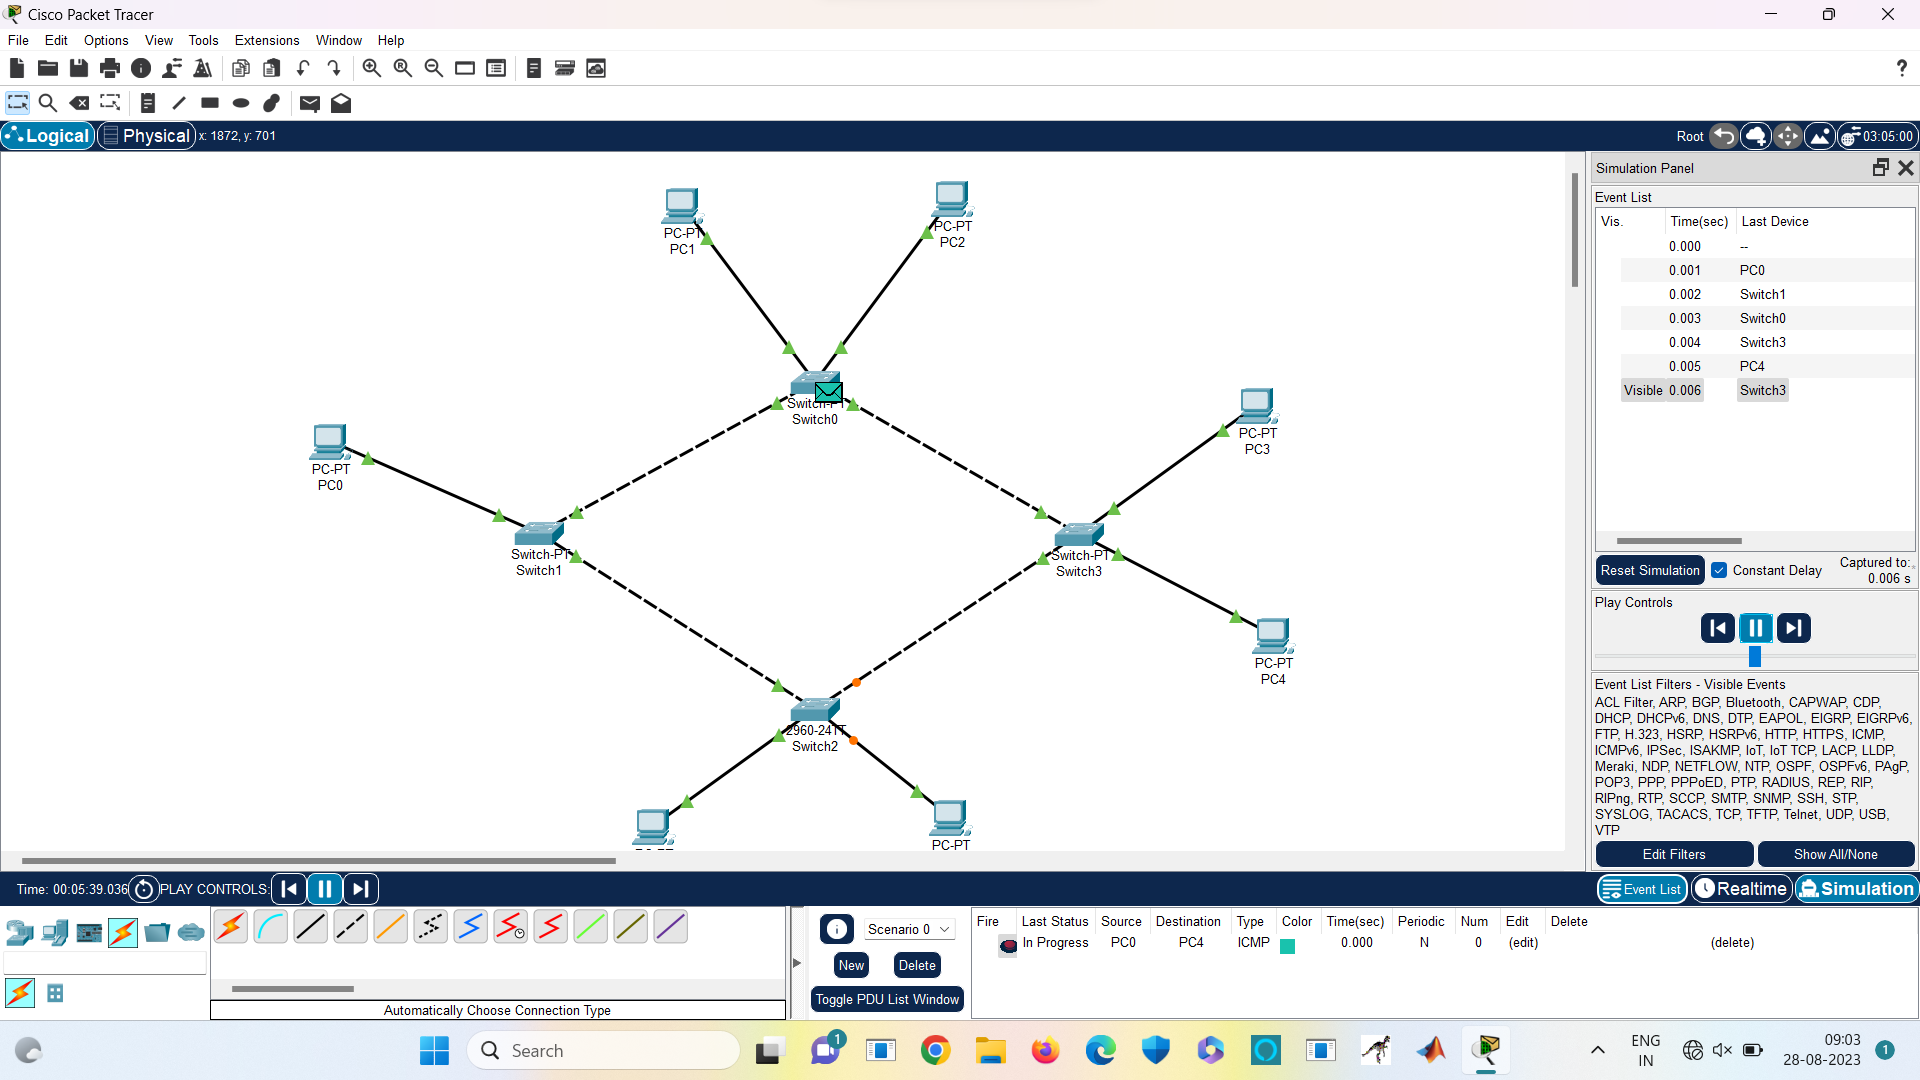 Cisco Packet Tracer
File Edit Options View Tools Extensions Window Help
?
Logical Physical x: 1872, y: 701
Root 03:05:00
PC-PT
PC1
PC-PT
PC2
Switch-PT
Switch0
PC-PT
PC3
PC-PT
PC0
Switch-PT
Switch1
Switch-PT
Switch3
PC-PT
PC4
2960-24TT
Switch2
PC-PT
Simulation Panel
Event List
Vis. Time(sec) Last Device
0.000 --
0.001 PC0
0.002 Switch1
0.003 Switch0
0.004 Switch3
0.005 PC4
Visible 0.006 Switch3
Reset Simulation Constant Delay Captured to:
0.006 s
Play Controls
Event List Filters - Visible Events
ACL Filter, ARP, BGP, Bluetooth, CAPWAP, CDP,
DHCP, DHCPv6, DNS, DTP, EAPOL, EIGRP, EIGRPv6,
FTP, H.323, HSRP, HSRPv6, HTTP, HTTPS, ICMP,
ICMPv6, IPSec, ISAKMP, IoT, IoT TCP, LACP, LLDP,
Meraki, NDP, NETFLOW, NTP, OSPF, OSPFv6, PAgP,
POP3, PPP, PPPoED, PTP, RADIUS, REP, RIP,
RIPng, RTP, SCCP, SMTP, SNMP, SSH, STP,
SYSLOG, TACACS, TCP, TFTP, Telnet, UDP, USB,
VTP
Edit Filters Show All/None
Time: 00:05:39.036 PLAY CONTROLS:
Event List Realtime Simulation
Automatically Choose Connection Type
Scenario 0
New Delete
Toggle PDU List Window
Fire Last Status Source Destination Type Color Time(sec) Periodic Num Edit Delete
In Progress PC0 PC4 ICMP 0.000 N 0 (edit) (delete)
Search
1
ENG
IN
09:03
28-08-2023
1